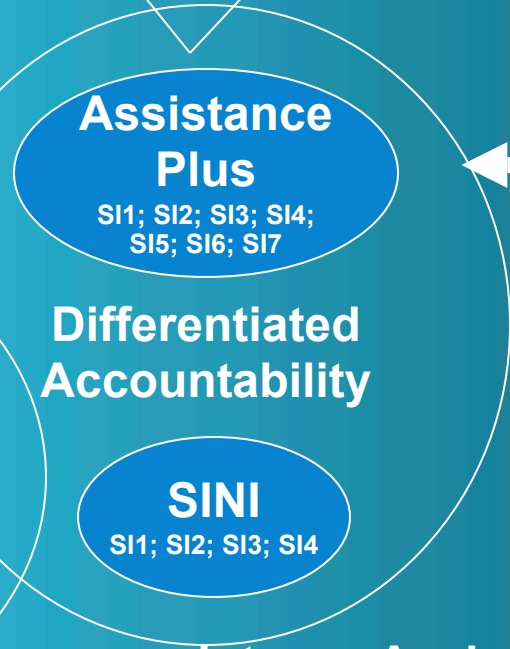 Assistance
Plus
SI1; SI2; SI3; SI4;
SI5; SI6; SI7
Differentiated
Accountability
SINI
SI1; SI2; SI3; SI4